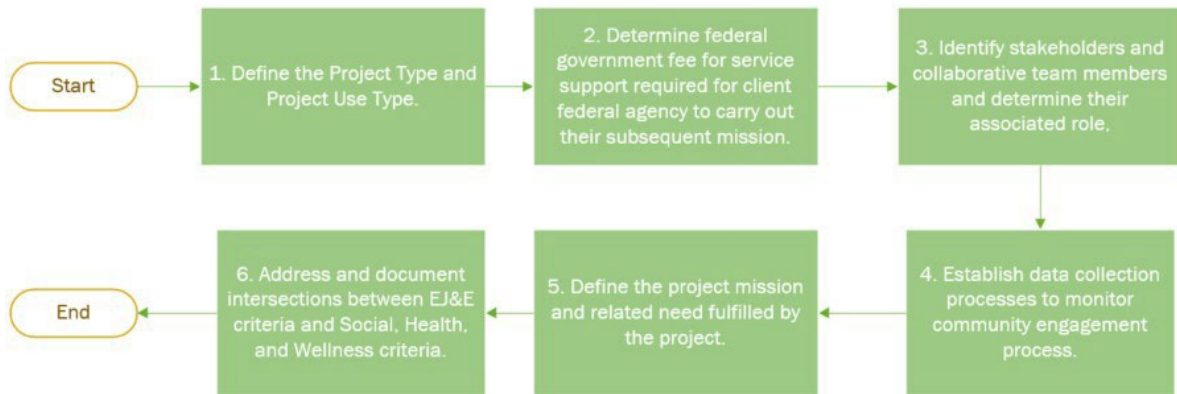 Start
1. Define the Project Type and
Project Use Type.
2. Determine federal
government fee for service
support required for client
federal agency to carry out
their subsequent mission.
3. Identify stakeholders and
collaborative team members
and determine their
associated role,
4. Establish data collection
processes to monitor
community engagement
process.
5. Define the project mission
and related need fulfilled by
the project.
6. Address and document
intersections between EJ&E
criteria and Social, Health,
and Wellness criteria.
End